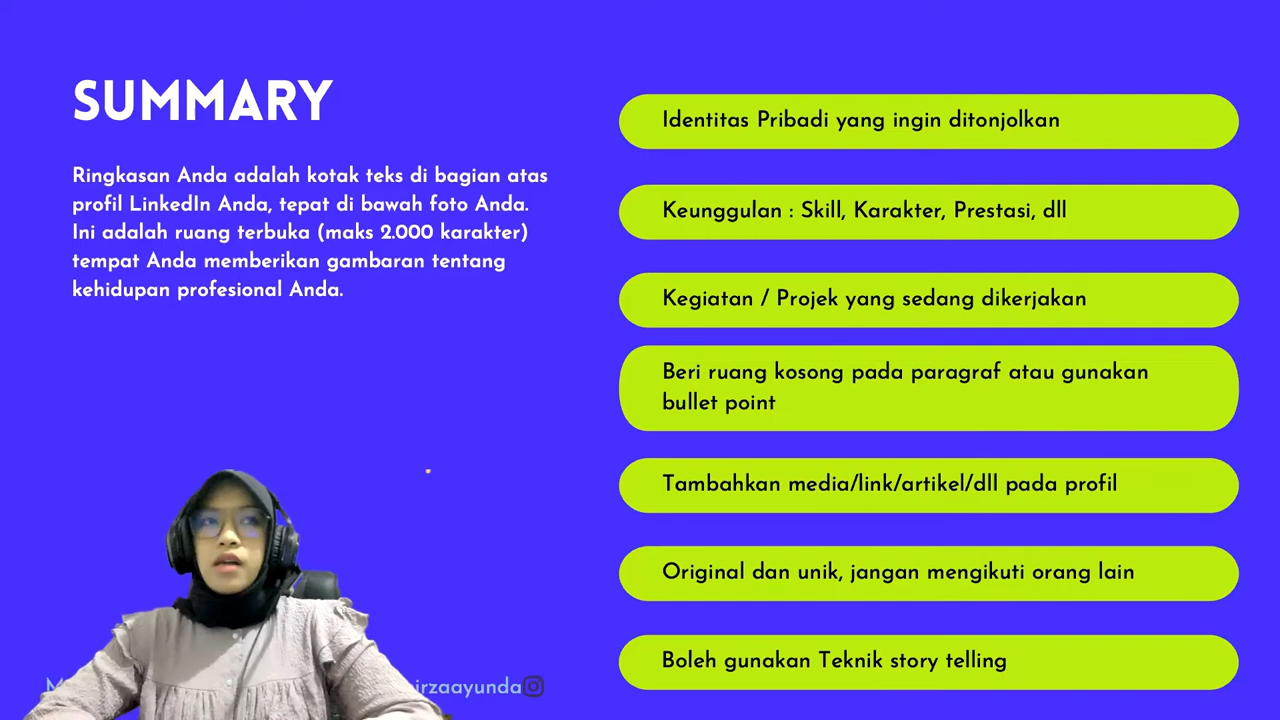 SUMMARY
Ringkasan Anda adalah kotak teks di bagian atas
profil LinkedIn Anda, tepat di bawah foto Anda.
Ini adalah ruang terbuka (maks 2.000 karakter)
tempat Anda memberikan gambaran tentang
kehidupan profesional Anda.
Identitas Pribadi yang ingin ditonjolkan
Keunggulan : Skill, Karakter, Prestasi, dll
Kegiatan / Projek yang sedang dikerjakan
Beri ruang kosong pada paragraf atau gunakan
bullet point
Tambahkan media/link/artikel/dll pada profil
Original dan unik, jangan mengikuti orang lain
Boleh gunakan Teknik story telling